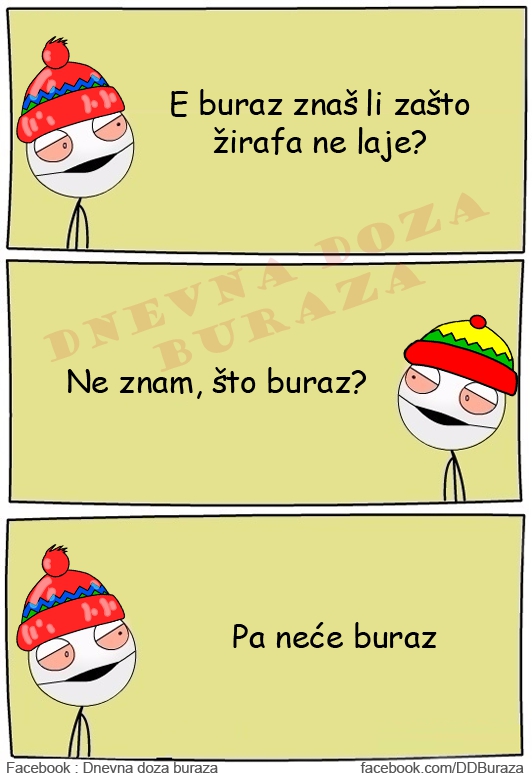 E buraz znaš li zašto
žirafa ne laje?
DNEVNA DOZA
BURAZA
Ne znam, što buraz?
Pa neće buraz
Facebook : Dnevna doza buraza
facebook.com/DDBuraza